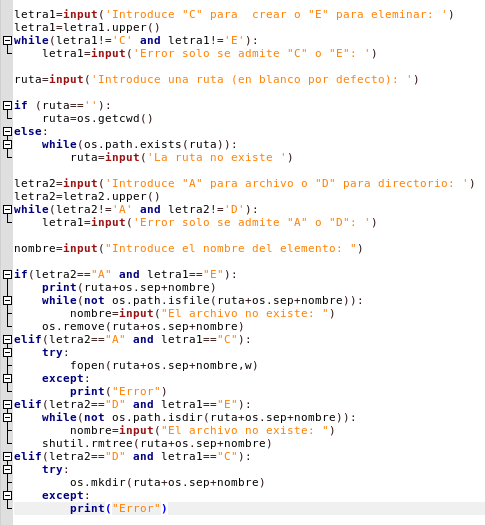 letra1=input('Introduce "C" para  crear o "E" para eleminar: ')
letra1=letra1.upper()
while(letra1!='C' and letra1!='E'):
    letra1=input('Error solo se admite "C" o "E": ')

ruta=input('Introduce una ruta (en blanco por defecto): ')

if (ruta==''):
    ruta=os.getcwd()
else:
    while(os.path.exists(ruta)):
        ruta=input('La ruta no existe ')

letra2=input('Introduce "A" para archivo o "D" para directorio: ')
letra2=letra2.upper()
while(letra2!='A' and letra2!='D'):
    letra1=input('Error solo se admite "A" o "D": ')

nombre=input("Introduce el nombre del elemento: ")

if(letra2=="A" and letra1=="E"):
    print(ruta+os.sep+nombre)
    while(not os.path.isfile(ruta+os.sep+nombre)):
        nombre=input("El archivo no existe: ")
    os.remove(ruta+os.sep+nombre)
elif(letra2=="A" and letra1=="C"):
    try:
        fopen(ruta+os.sep+nombre,w)
    except:
        print("Error")
elif(letra2=="D" and letra1=="E"):
    while(not os.path.isdir(ruta+os.sep+nombre)):
        nombre=input("El archivo no existe: ")
    shutil.rmtree(ruta+os.sep+nombre)
elif(letra2=="D" and letra1=="C"):
    try:
        os.mkdir(ruta+os.sep+nombre)
    except:
        print("Error")